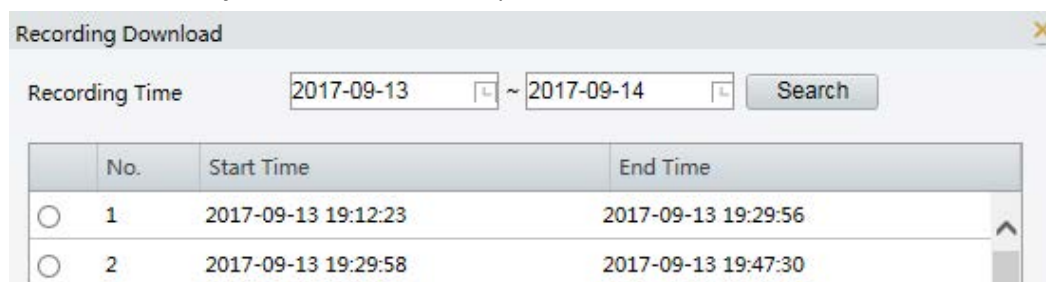 Recording Download
Recording Time 2017-09-13 ~ 2017-09-14 Search
No. Start Time End Time
1 2017-09-13 19:12:23 2017-09-13 19:29:56
2 2017-09-13 19:29:58 2017-09-13 19:47:30